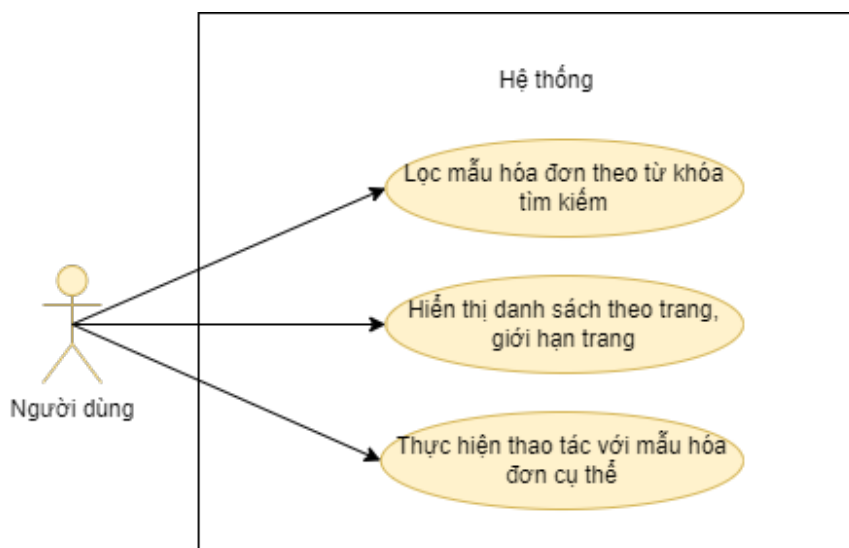 Hệ thống
Lọc mẫu hóa đơn theo từ khóa
tìm kiếm
Hiển thị danh sách theo trang,
giới hạn trang
Người dùng
Thực hiện thao tác với mẫu hóa
đơn cụ thể